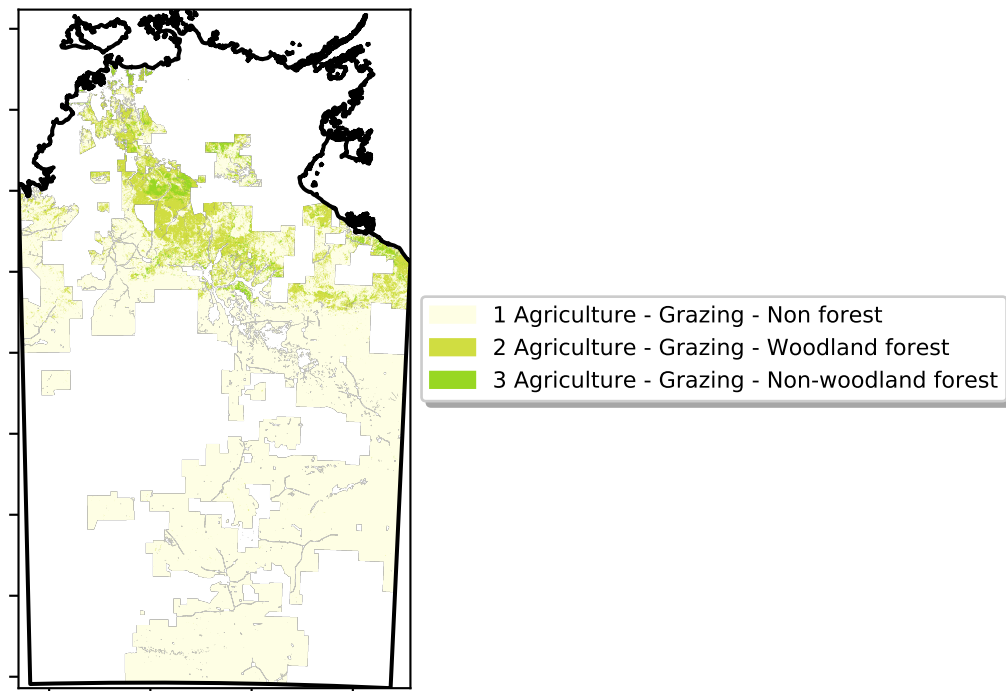 1 Agriculture - Grazing - Non forest
2 Agriculture - Grazing - Woodland forest
3 Agriculture - Grazing - Non-woodland forest